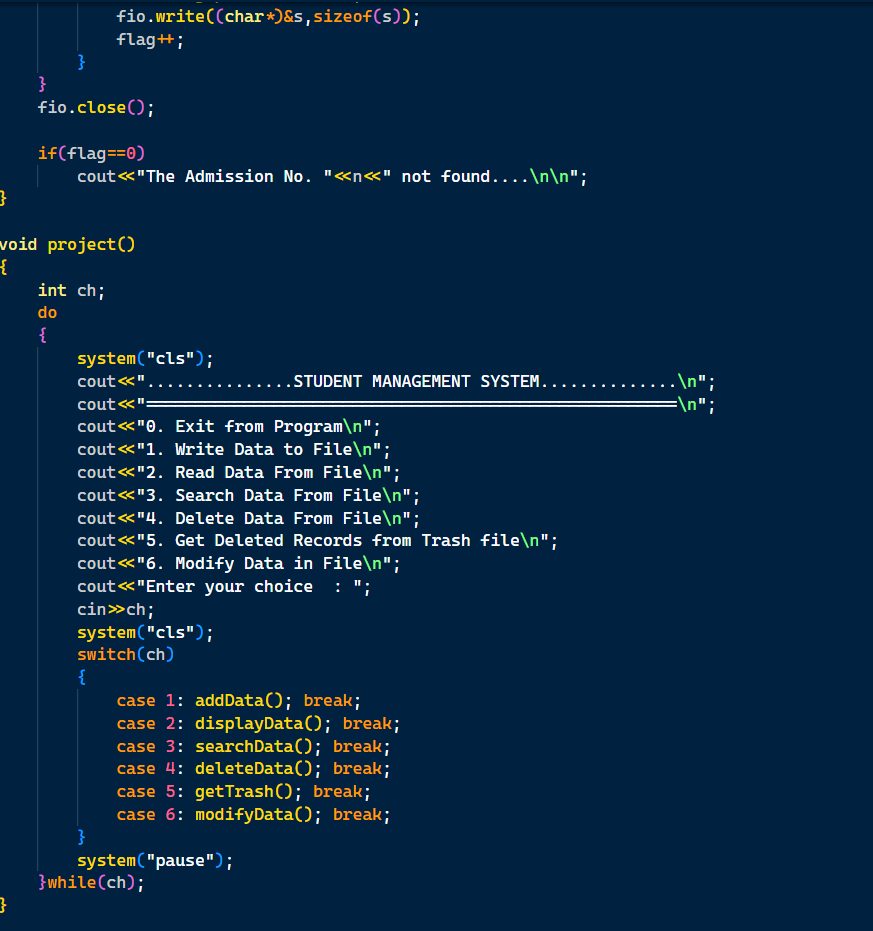 fio.write((char*)&s,sizeof(s));
            flag++;
        }
    }
    fio.close();

    if(flag==0)
        cout<<"The Admission No. "<<n<<" not found....\n\n";
}

void project()
{
    int ch;
    do
    {
        system("cls");
        cout<<"...............STUDENT MANAGEMENT SYSTEM..............\n";
        cout<<"======================================================\n";
        cout<<"0. Exit from Program\n";
        cout<<"1. Write Data to File\n";
        cout<<"2. Read Data From File\n";
        cout<<"3. Search Data From File\n";
        cout<<"4. Delete Data From File\n";
        cout<<"5. Get Deleted Records from Trash file\n";
        cout<<"6. Modify Data in File\n";
        cout<<"Enter your choice  : ";
        cin>>ch;
        system("cls");
        switch(ch)
        {
            case 1: addData(); break;
            case 2: displayData(); break;
            case 3: searchData(); break;
            case 4: deleteData(); break;
            case 5: getTrash(); break;
            case 6: modifyData(); break;
        }
        system("pause");
    }while(ch);
}